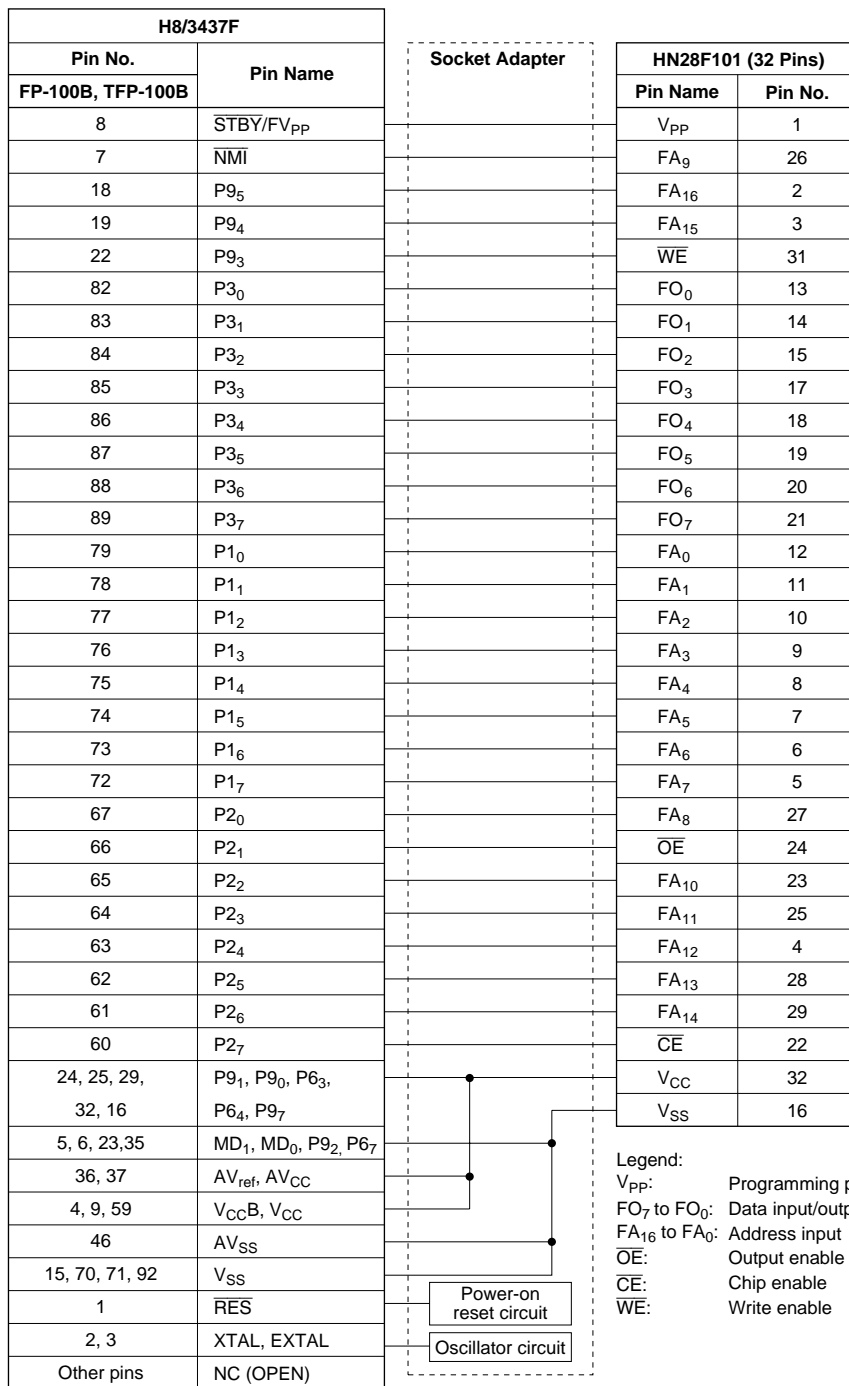 H8/3437F
Pin No. Pin Name Socket Adapter HN28F101 (32 Pins)
FP-100B, TFP-100B Pin Name Pin No.
8 S̅T̅B̅Y̅/FVPP VPP 1
7 N̅M̅I̅ FA9 26
18 P95 FA16 2
19 P94 FA15 3
22 P93 W̅E̅ 31
82 P30 FO0 13
83 P31 FO1 14
84 P32 FO2 15
85 P33 FO3 17
86 P34 FO4 18
87 P35 FO5 19
88 P36 FO6 20
89 P37 FO7 21
79 P10 FA0 12
78 P11 FA1 11
77 P12 FA2 10
76 P13 FA3 9
75 P14 FA4 8
74 P15 FA5 7
73 P16 FA6 6
72 P17 FA7 5
67 P20 FA8 27
66 P21 O̅E̅ 24
65 P22 FA10 23
64 P23 FA11 25
63 P24 FA12 4
62 P25 FA13 28
61 P26 FA14 29
60 P27 C̅E̅ 22
24, 25, 29, P91, P90, P63, VCC 32
32, 16 P64, P97 VSS 16
5, 6, 23,35 MD1, MD0, P92, P67
36, 37 AVref, AVCC
4, 9, 59 VCCB, VCC
46 AVSS
15, 70, 71, 92 VSS
1 R̅E̅S̅ Power-on
reset circuit
2, 3 XTAL, EXTAL Oscillator circuit
Other pins NC (OPEN)
Legend:
VPP: Programming
FO7 to FO0: Data input/
FA16 to FA0: Address input
O̅E̅: Output enable
C̅E̅: Chip enable
W̅E̅: Write enable